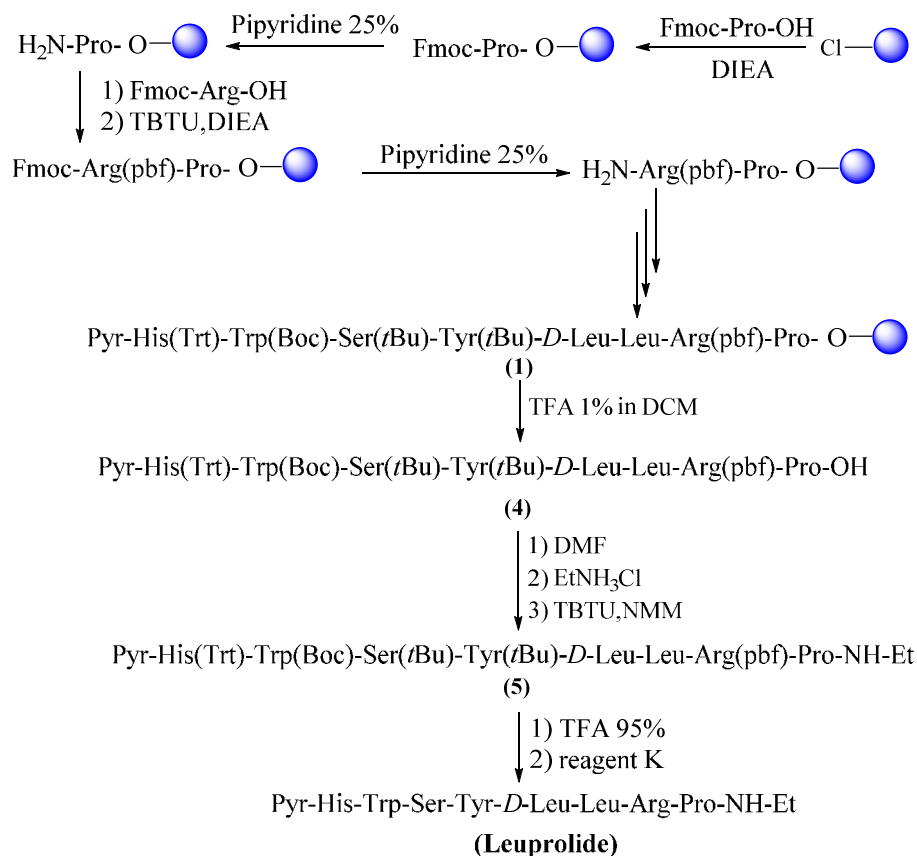 H₂N-Pro- O
Pipyridine 25%
Fmoc-Pro- O
Fmoc-Pro-OH
DIEA
Cl
1) Fmoc-Arg-OH
2) TBTU,DIEA
Fmoc-Arg(pbf)-Pro- O
Pipyridine 25%
H₂N-Arg(pbf)-Pro- O
Pyr-His(Trt)-Trp(Boc)-Ser(tBu)-Tyr(tBu)-D-Leu-Leu-Arg(pbf)-Pro- O
(1)
TFA 1% in DCM
Pyr-His(Trt)-Trp(Boc)-Ser(tBu)-Tyr(tBu)-D-Leu-Leu-Arg(pbf)-Pro-OH
(4)
1) DMF
2) EtNH₃Cl
3) TBTU,NMM
Pyr-His(Trt)-Trp(Boc)-Ser(tBu)-Tyr(tBu)-D-Leu-Leu-Arg(pbf)-Pro-NH-Et
(5)
1) TFA 95%
2) reagent K
Pyr-His-Trp-Ser-Tyr-D-Leu-Leu-Arg-Pro-NH-Et
(Leuprolide)